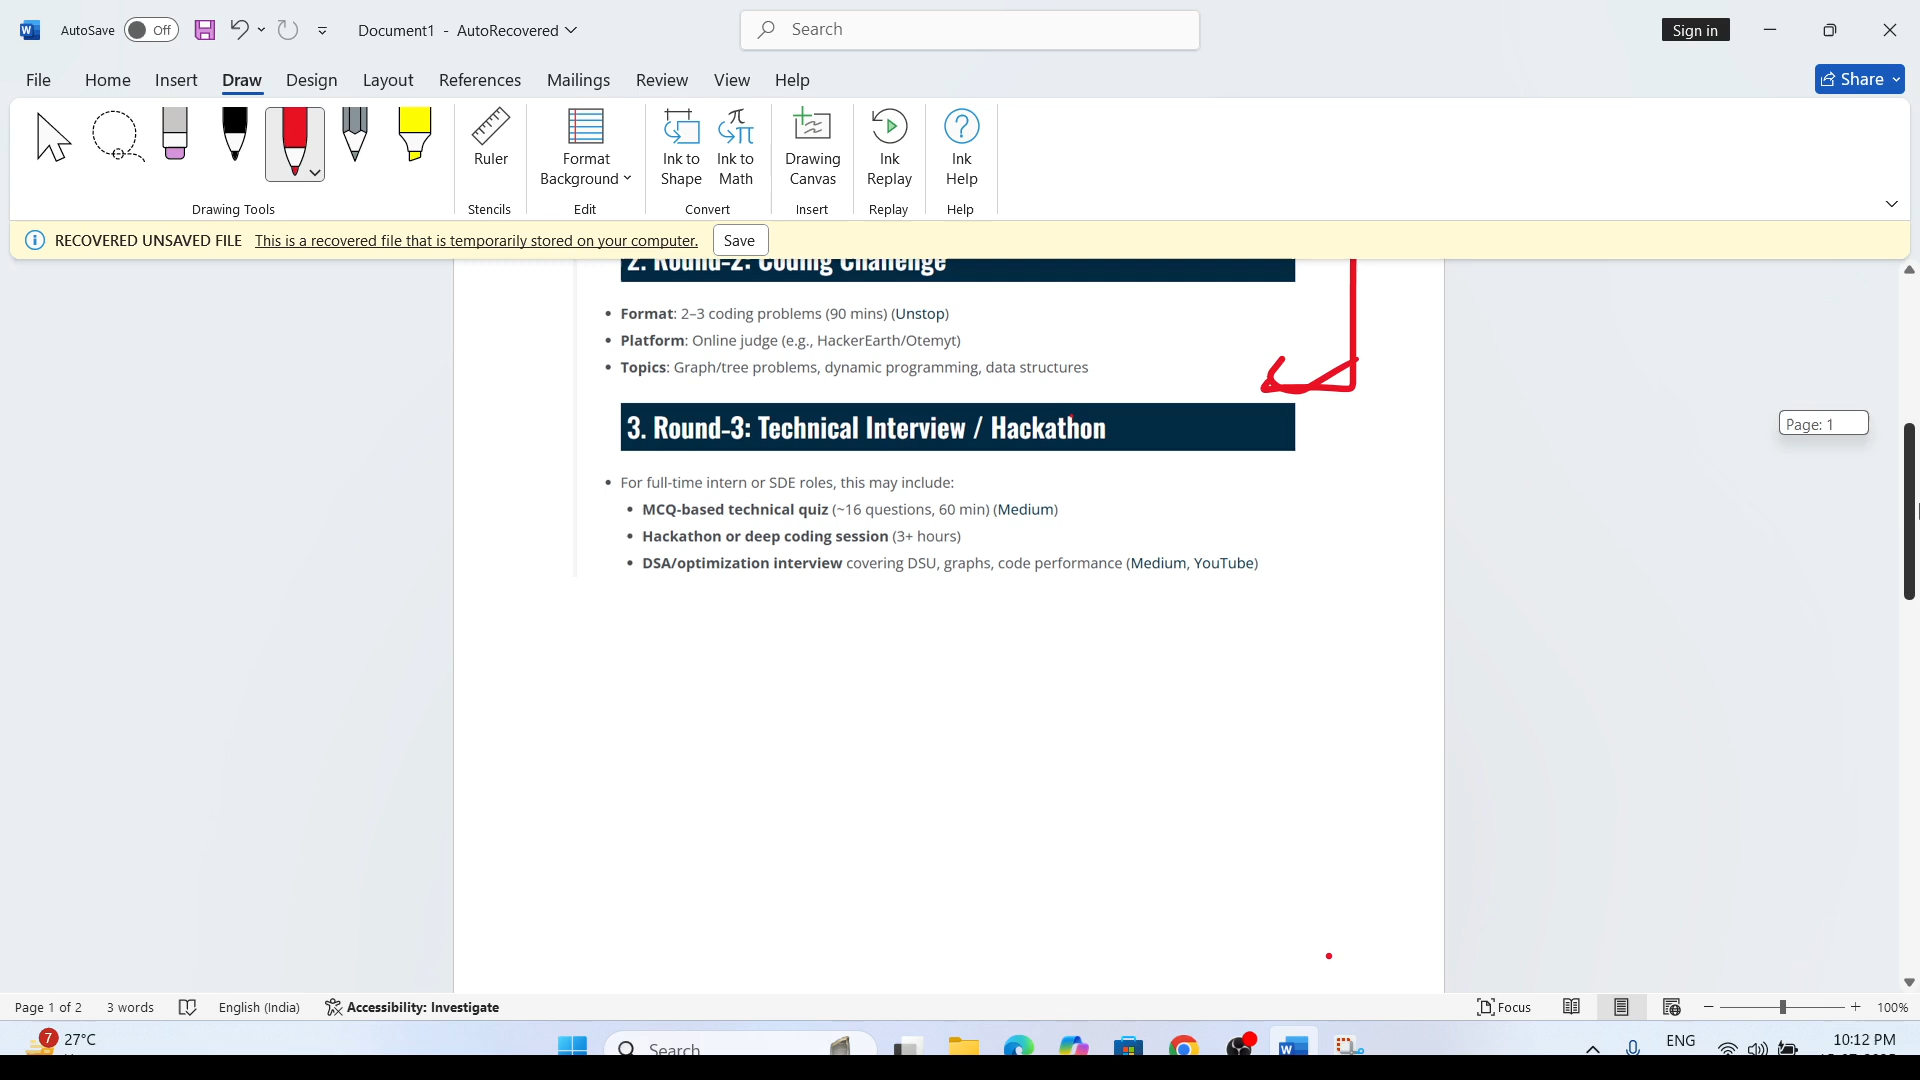 AutoSave Off Document1 - AutoRecovered Search Sign in
File Home Insert Draw Design Layout References Mailings Review View Help Share
Ruler Format Background Ink to Shape Ink to Math Drawing Canvas Ink Replay Ink Help
Drawing Tools Stencils Edit Convert Insert Replay Help
RECOVERED UNSAVED FILE This is a recovered file that is temporarily stored on your computer. Save
2. Round-2: Coding Challenge
• Format: 2–3 coding problems (90 mins) (Unstop)
• Platform: Online judge (e.g., HackerEarth/Otemyt)
• Topics: Graph/tree problems, dynamic programming, data structures
3. Round-3: Technical Interview / Hackathon
Page: 1
• For full-time intern or SDE roles, this may include:
• MCQ-based technical quiz (~16 questions, 60 min) (Medium)
• Hackathon or deep coding session (3+ hours)
• DSA/optimization interview covering DSU, graphs, code performance (Medium, YouTube)
Page 1 of 2 3 words English (India) Accessibility: Investigate Focus 100%
7 27°C Search ENG 10:12 PM